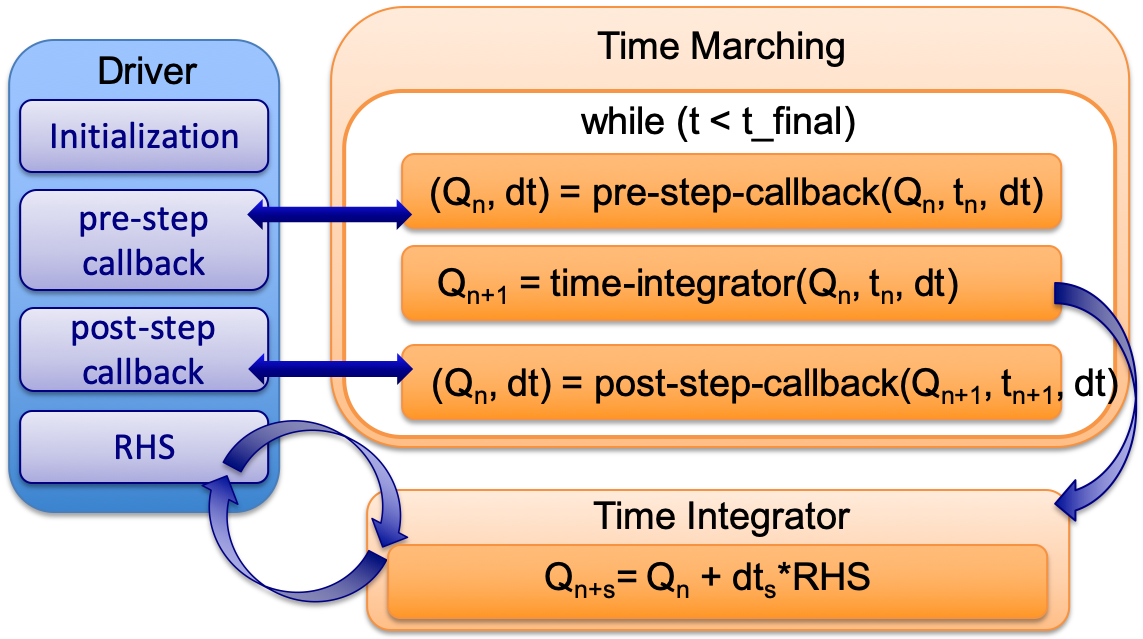 Driver
Initialization
pre-step
callback
post-step
callback
RHS
Time Marching
while (t < t_final)
(Qₙ, dt) = pre-step-callback(Qₙ, tₙ, dt)
Qₙ₊₁ = time-integrator(Qₙ, tₙ, dt)
(Qₙ, dt) = post-step-callback(Qₙ₊₁, tₙ₊₁, dt)
Time Integrator
Qₙ₊ₛ= Qₙ + dtₛ*RHS